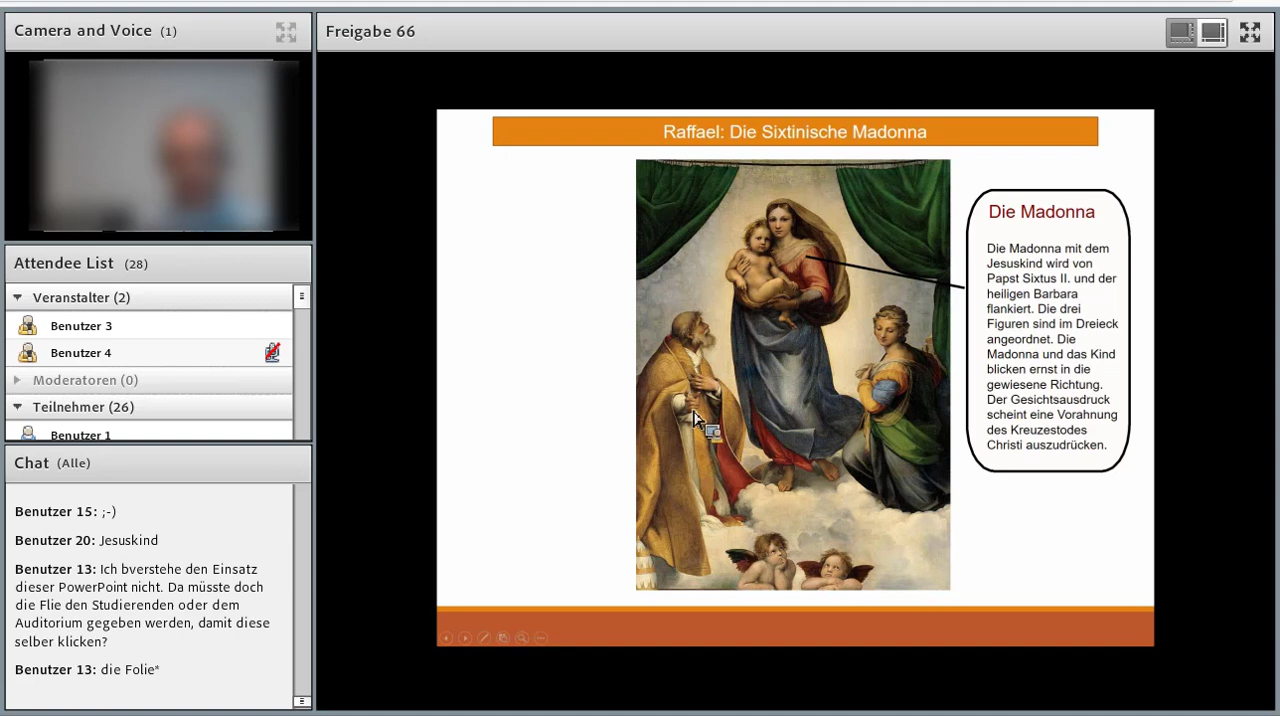 Camera and Voice (1)
Freigabe 66
Attendee List (28)
Veranstalter (2)
Benutzer 3
Benutzer 4
Moderatoren (0)
Teilnehmer (26)
Benutzer 1
Chat (Alle)
Benutzer 15: ;-)
Benutzer 20: Jesuskind
Benutzer 13: Ich bverstehe den Einsatz
dieser PowerPoint nicht. Da müsste doch
die Flie den Studierenden oder dem
Auditorium gegeben werden, damit diese
selber klicken?
Benutzer 13: die Folie*
Raffael: Die Sixtinische Madonna
Die Madonna
Die Madonna mit dem
Jesuskind wird von
Papst Sixtus II. und der
heiligen Barbara
flankiert. Die drei
Figuren sind im Dreieck
angeordnet. Die
Madonna und das Kind
blicken ernst in die
gewiesene Richtung.
Der Gesichtsausdruck
scheint eine Vorahnung
des Kreuzestodes
Christi auszudrücken.